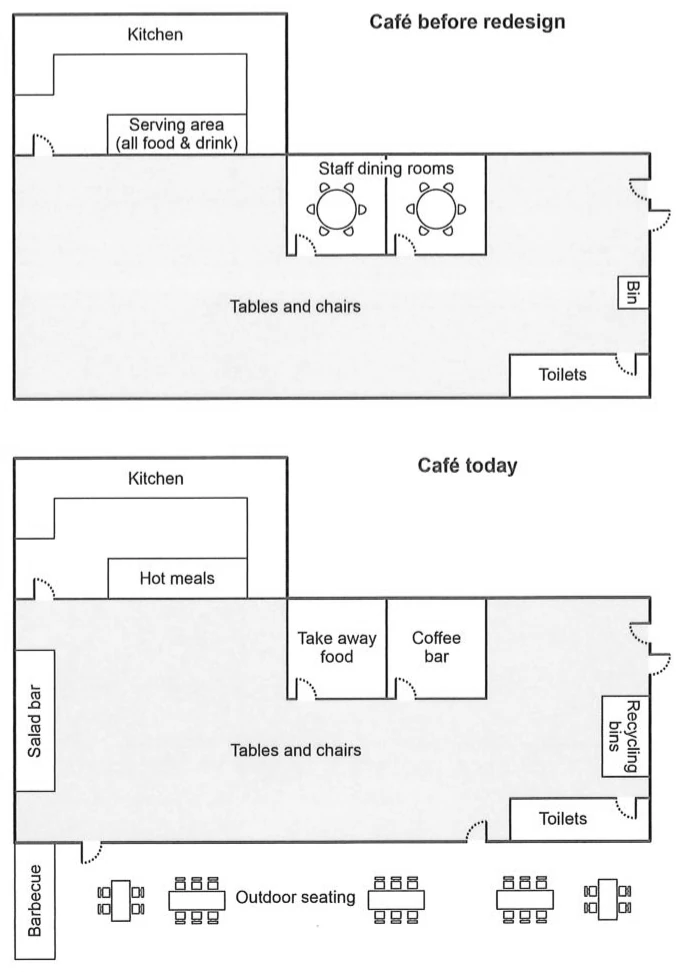 Café before redesign
Kitchen
Serving area
(all food & drink)
Staff dining rooms
Bin
Tables and chairs
Toilets
Café today
Kitchen
Hot meals
Take away
food
Coffee
bar
Salad bar
Recycling
bins
Tables and chairs
Toilets
Barbecue
Outdoor seating